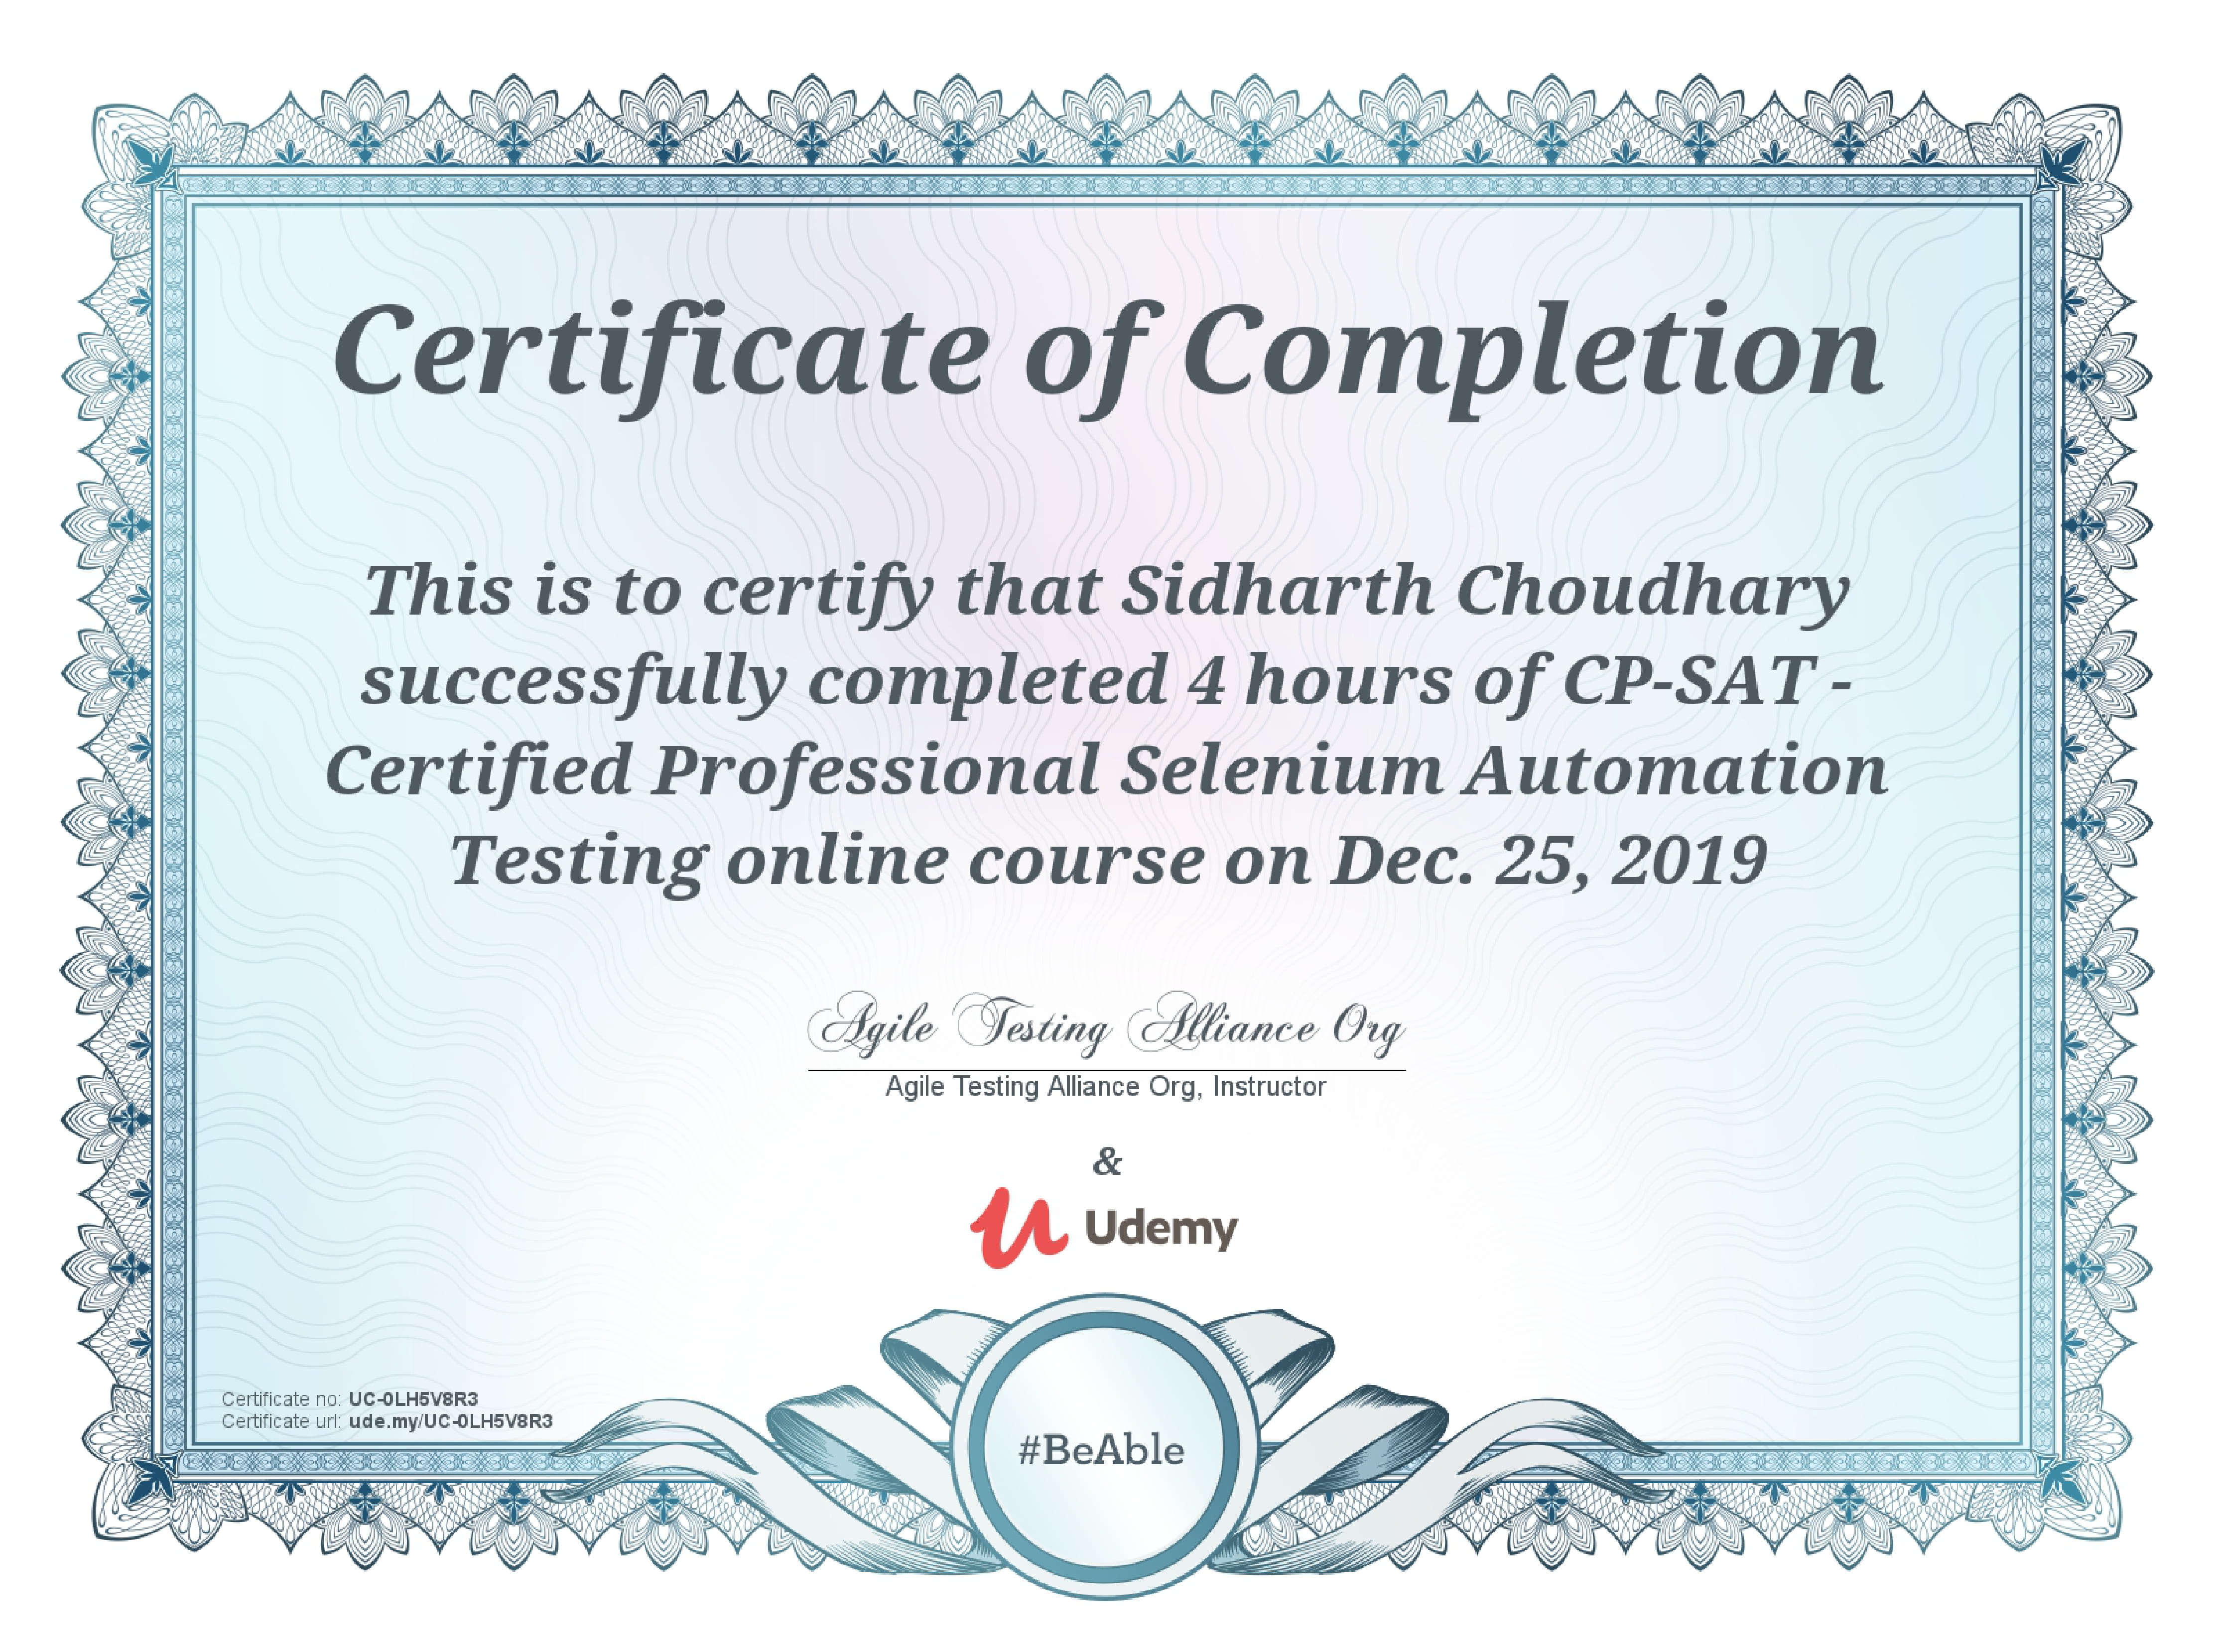 Certificate of Completion
This is to certify that Sidharth Choudhary
successfully completed 4 hours of CP-SAT -
Certified Professional Selenium Automation
Testing online course on Dec. 25, 2019
Agile Testing Alliance Org
Agile Testing Alliance Org, Instructor
&
Udemy
Certificate no: UC-0LH5V8R3
Certificate url: ude.my/UC-0LH5V8R3
#BeAble